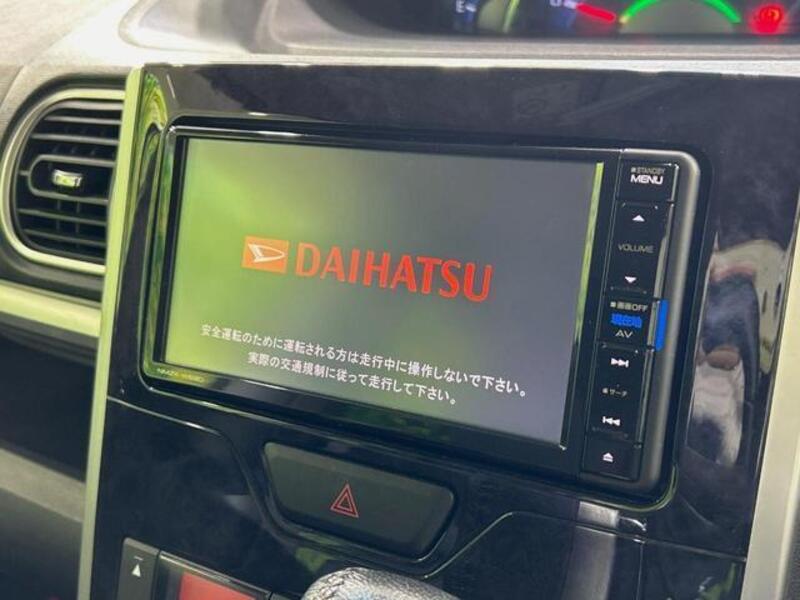 E
DAIHATSU
安全運転のために運転される方は走行中に操作しないで下さい。
実際の交通規制に従って走行して下さい。
■STANDBY
MENU
VOLUME
■画面OFF
現在地
AV
■サーチ